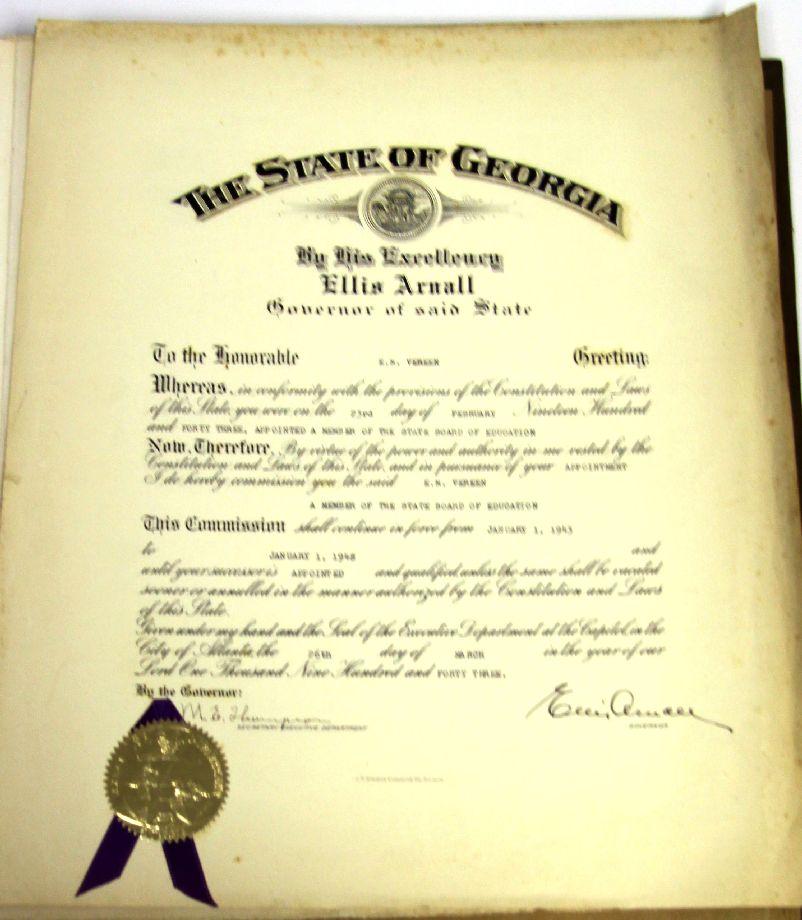 THE STATE OF GEORGIA
By His Excellency
Ellis Arnall
Governor of said State
To the Honorable E.N. VEREEN Greeting:
Whereas, in conformity with the provisions of the Constitution and Laws
of this State, you were on the 23RD day of FEBRUARY Nineteen Hundred
and FORTY THREE, APPOINTED A MEMBER OF THE STATE BOARD OF EDUCATION
Now, Therefore, By virtue of the power and authority in me vested by the
Constitution and Laws of this State, and in pursuance of your APPOINTMENT
I do hereby commission you the said E.N. VEREEN
A MEMBER OF THE STATE BOARD OF EDUCATION
This Commission shall continue in force from JANUARY 1, 1943
to JANUARY 1, 1948 and
until your successor is APPOINTED and qualified, unless the same shall be vacated
sooner or annulled in the manner authorized by the Constitution and Laws
of this State.
Given under my hand and the Seal of the Executive Department at the Capitol, in the
City of Atlanta, the 26TH day of MARCH in the year of our
Lord One Thousand Nine Hundred and FORTY THREE.
By the Governor:
M. E. Thompson Ellis Arnall
SECRETARY EXECUTIVE DEPARTMENT GOVERNOR